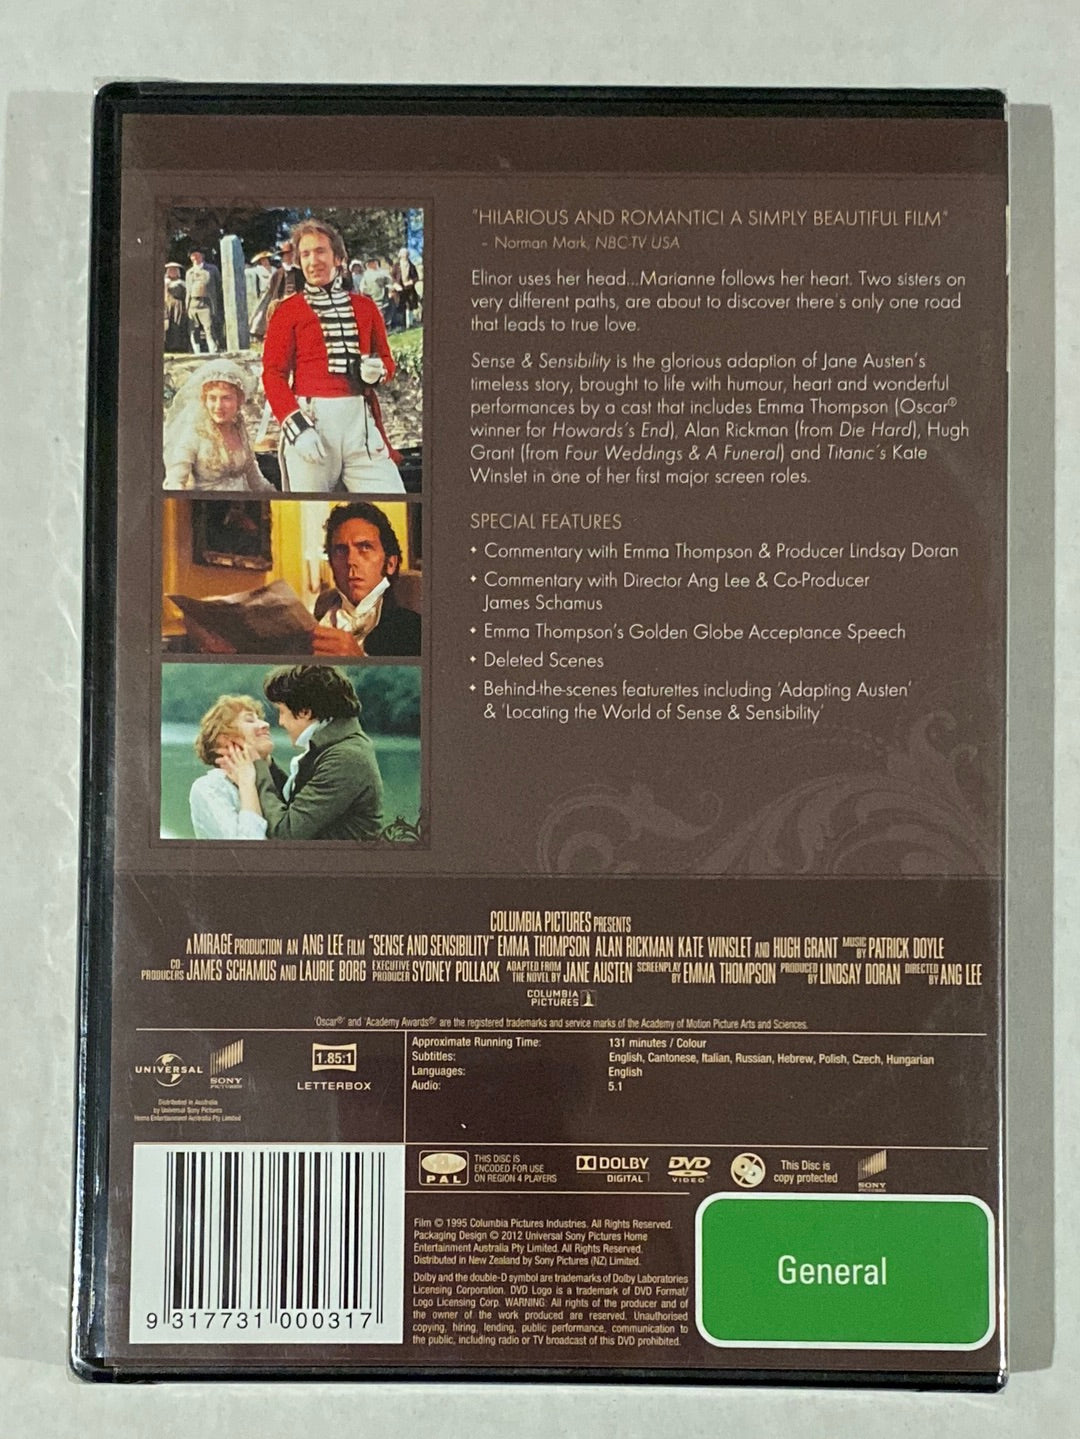 "HILARIOUS AND ROMANTIC! A SIMPLY BEAUTIFUL FILM"
- Norman Mark, NBC-TV USA
Elinor uses her head...Marianne follows her heart. Two sisters on
very different paths, are about to discover there's only one road
that leads to true love.
Sense & Sensibility is the glorious adaption of Jane Austen's
timeless story, brought to life with humour, heart and wonderful
performances by a cast that includes Emma Thompson (Oscar®
winner for Howards's End), Alan Rickman (from Die Hard), Hugh
Grant (from Four Weddings & A Funeral) and Titanic's Kate
Winslet in one of her first major screen roles.
SPECIAL FEATURES
Commentary with Emma Thompson & Producer Lindsay Doran
Commentary with Director Ang Lee & Co-Producer
James Schamus
Emma Thompson's Golden Globe Acceptance Speech
Deleted Scenes
Behind-the-scenes featurettes including 'Adapting Austen'
& 'Locating the World of Sense & Sensibility'
COLUMBIA PICTURES PRESENTS
A MIRAGE PRODUCTION AN ANG LEE FILM "SENSE AND SENSIBILITY" EMMA THOMPSON ALAN RICKMAN KATE WINSLET AND HUGH GRANT MUSIC BY PATRICK DOYLE
CO-PRODUCERS JAMES SCHAMUS AND LAURIE BORG EXECUTIVE PRODUCER SYDNEY POLLACK ADAPTED FROM THE NOVEL BY JANE AUSTEN SCREENPLAY BY EMMA THOMPSON PRODUCED BY LINDSAY DORAN DIRECTED BY ANG LEE
COLUMBIA
PICTURES
'Oscar®' and 'Academy Awards®' are the registered trademarks and service marks of the Academy of Motion Picture Arts and Sciences.
UNIVERSAL
SONY
PICTURES
Distributed in Australia
by Universal Sony Pictures
Home Entertainment Australia Pty Limited
1.85:1
LETTERBOX
Approximate Running Time: 131 minutes / Colour
Subtitles: English, Cantonese, Italian, Russian, Hebrew, Polish, Czech, Hungarian
Languages: English
Audio: 5.1
PAL
THIS DISC IS
ENCODED FOR USE
ON REGION 4 PLAYERS
DOLBY
DIGITAL
DVD
VIDEO
This Disc is
copy protected
SONY
PICTURES
Film © 1995 Columbia Pictures Industries. All Rights Reserved.
Packaging Design © 2012 Universal Sony Pictures Home
Entertainment Australia Pty Limited. All Rights Reserved.
Distributed in New Zealand by Sony Pictures (NZ) Limited.
Dolby and the double-D symbol are trademarks of Dolby Laboratories
Licensing Corporation. DVD Logo is a trademark of DVD Format/
Logo Licensing Corp. WARNING: All rights of the producer and of
the owner of the work produced are reserved. Unauthorised
copying, hiring, lending, public performance, communication to
the public, including radio or TV broadcast of this DVD prohibited.
General
9 317731 000317